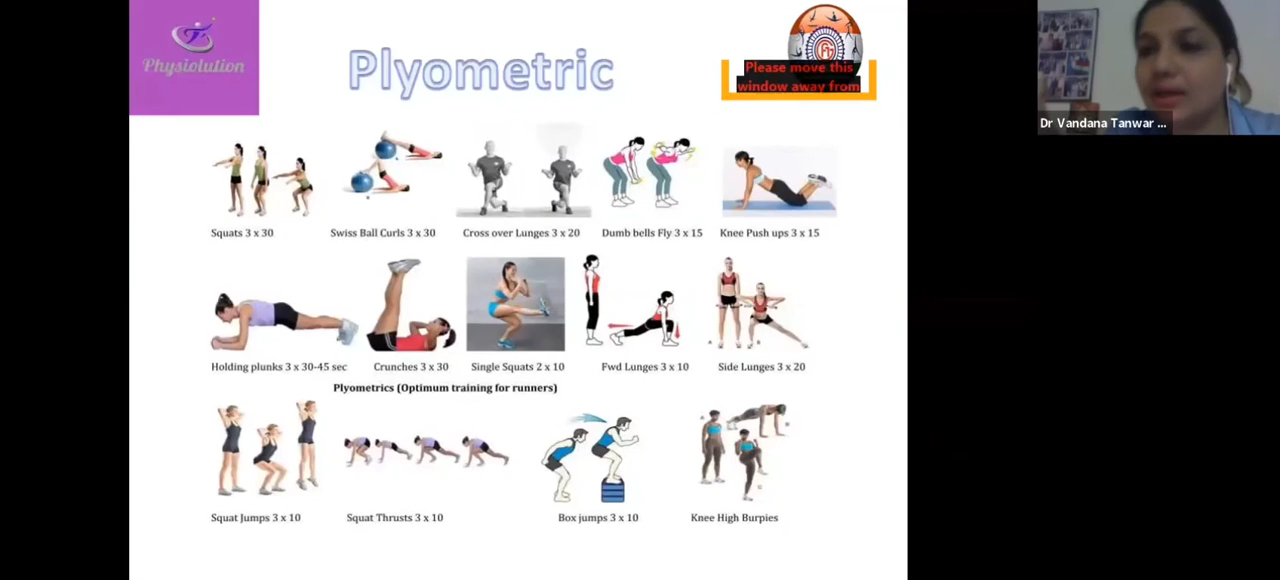 Physiolution
Plyometric
Please move this
window away from
Dr Vandana Tanwar ...
Squats 3 x 30
Swiss Ball Curls 3 x 30
Cross over Lunges 3 x 20
Dumb bells Fly 3 x 15
Knee Push ups 3 x 15
Holding plunks 3 x 30-45 sec
Crunches 3 x 30
Single Squats 2 x 10
Fwd Lunges 3 x 10
Side Lunges 3 x 20
Plyometrics (Optimum training for runners)
Squat Jumps 3 x 10
Squat Thrusts 3 x 10
Box jumps 3 x 10
Knee High Burpies